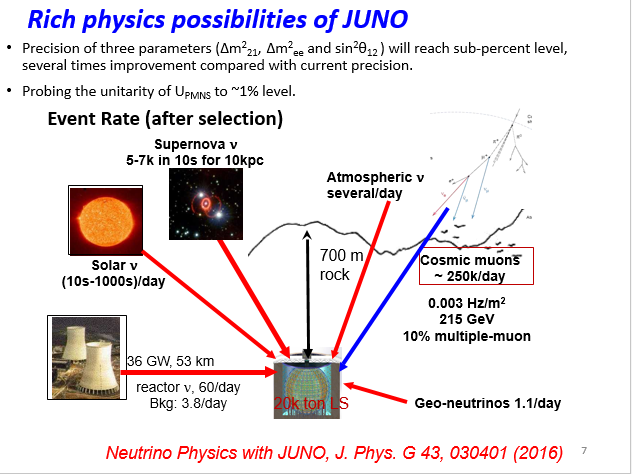 Rich physics possibilities of JUNO
• Precision of three parameters (Δm²₂₁, Δm²ₑₑ and sin²θ₁₂ ) will reach sub-percent level,
several times improvement compared with current precision.
• Probing the unitarity of U_PMNS to ~1% level.
Event Rate (after selection)
Supernova ν
5-7k in 10s for 10kpc
Atmospheric ν
several/day
Solar ν
(10s-1000s)/day
700 m
rock
Cosmic muons
~ 250k/day
0.003 Hz/m²
215 GeV
10% multiple-muon
36 GW, 53 km
reactor ν, 60/day
Bkg: 3.8/day
20k ton LS
Geo-neutrinos 1.1/day
Neutrino Physics with JUNO, J. Phys. G 43, 030401 (2016)
7